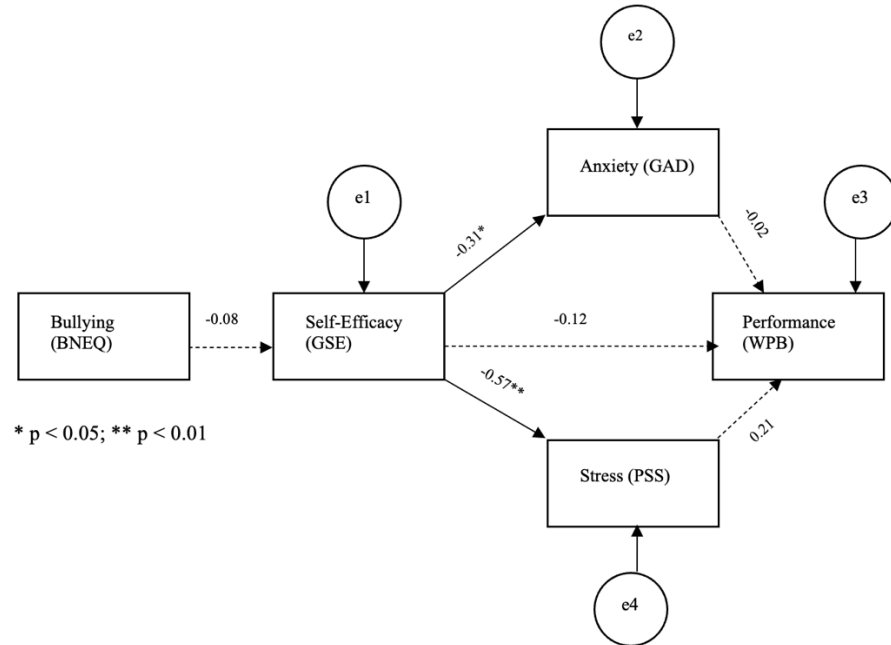 e2
Anxiety (GAD)
e1
-0.31*
-0.02
e3
Bullying
(BNEQ)
-0.08
Self-Efficacy
(GSE)
-0.12
Performance
(WPB)
-0.57**
0.21
* p < 0.05; ** p < 0.01
Stress (PSS)
e4